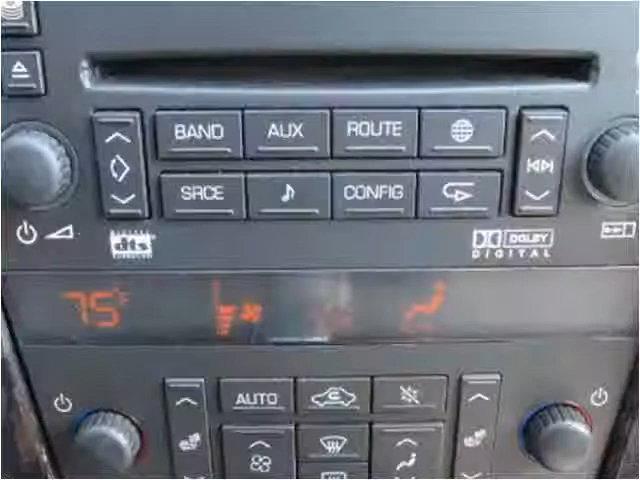 BAND AUX ROUTE
SRCE CONFIG
dts
DOLBY
DIGITAL
75°F
AUTO